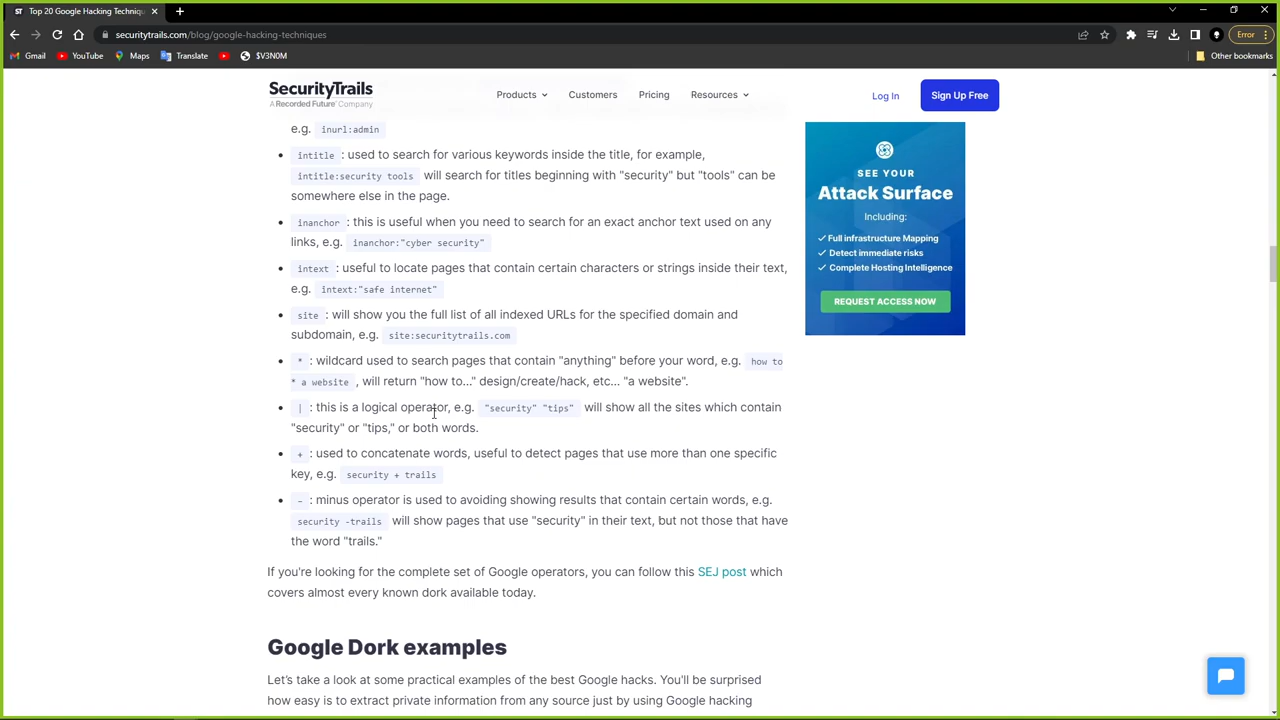 ST Top 20 Google Hacking Techniqu
securitytrails.com/blog/google-hacking-techniques
Error
Gmail YouTube Maps Translate $V3N0M Other bookmarks
SecurityTrails
A Recorded Future® Company
Products Customers Pricing Resources
Log In Sign Up Free
e.g. inurl:admin
• intitle : used to search for various keywords inside the title, for example,
intitle:security tools will search for titles beginning with "security" but "tools" can be
somewhere else in the page.
• inanchor : this is useful when you need to search for an exact anchor text used on any
links, e.g. inanchor:"cyber security"
• intext : useful to locate pages that contain certain characters or strings inside their text,
e.g. intext:"safe internet"
• site : will show you the full list of all indexed URLs for the specified domain and
subdomain, e.g. site:securitytrails.com
• * : wildcard used to search pages that contain "anything" before your word, e.g. how to
* a website , will return "how to..." design/create/hack, etc... "a website".
• | : this is a logical operator, e.g. "security" "tips" will show all the sites which contain
"security" or "tips," or both words.
• + : used to concatenate words, useful to detect pages that use more than one specific
key, e.g. security + trails
• - : minus operator is used to avoiding showing results that contain certain words, e.g.
security -trails will show pages that use "security" in their text, but not those that have
the word "trails."
If you're looking for the complete set of Google operators, you can follow this SEJ post which
covers almost every known dork available today.
Google Dork examples
Let's take a look at some practical examples of the best Google hacks. You'll be surprised
how easy is to extract private information from any source just by using Google hacking
SEE YOUR
Attack Surface
Including:
✓ Full infrastructure Mapping
✓ Detect immediate risks
✓ Complete Hosting Intelligence
REQUEST ACCESS NOW